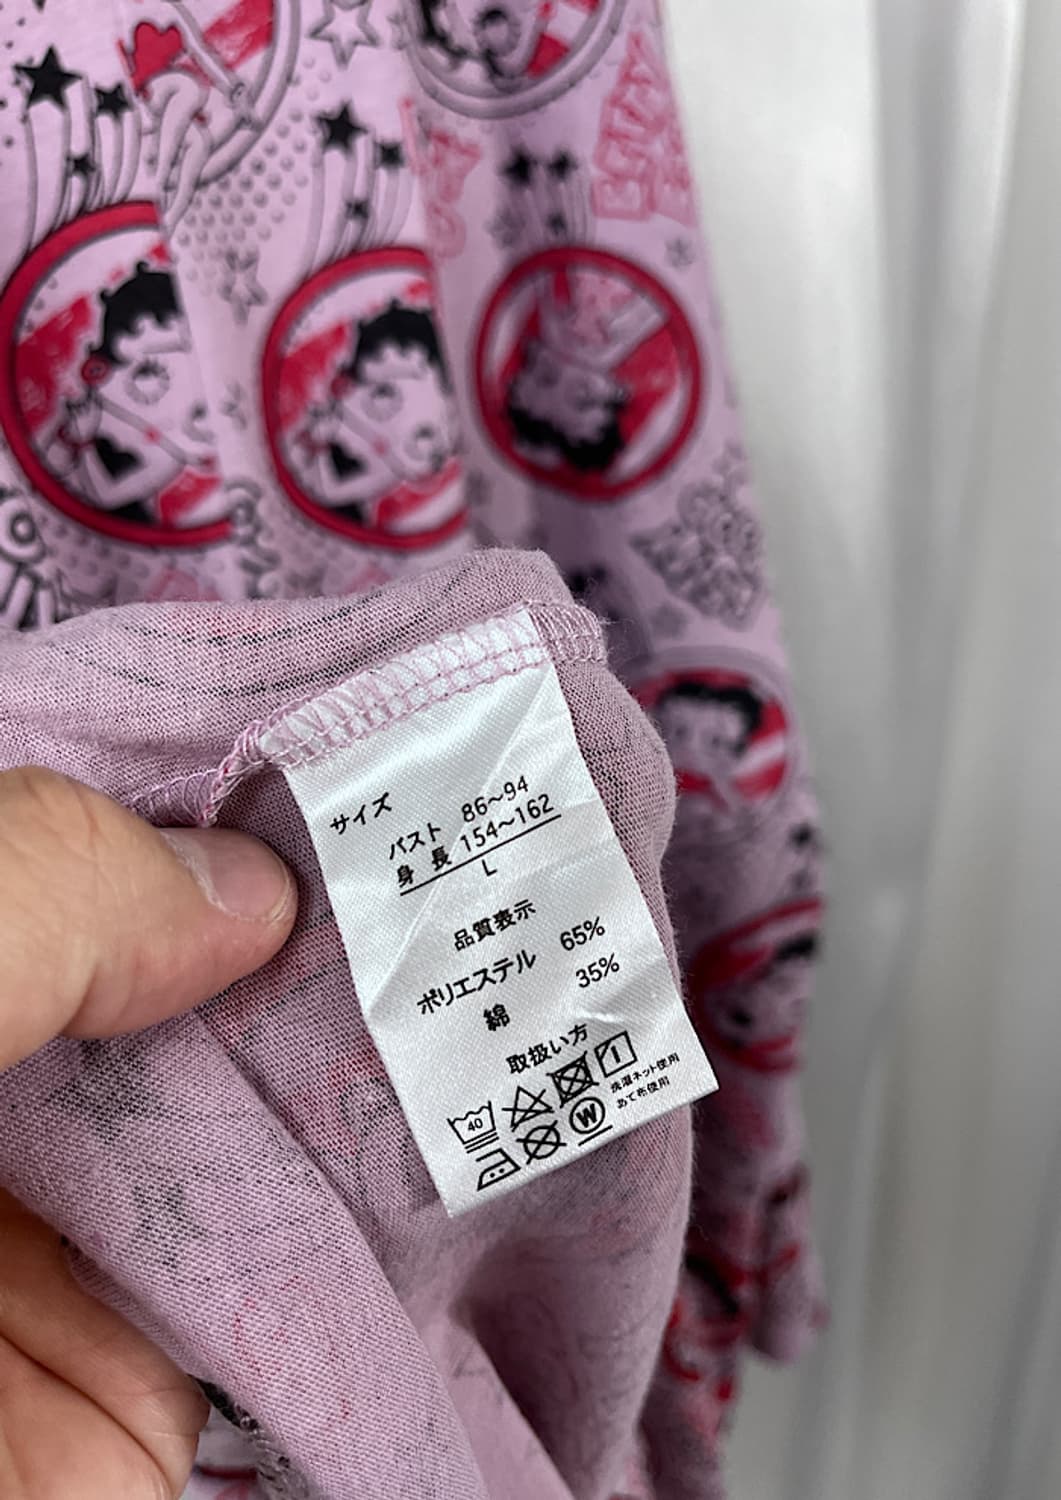 サイズ
バスト 86～94
身長 154～162
L
品質表示
ポリエステル 65%
綿 35%
取扱い方
40
W
洗濯ネット使用
あて布使用